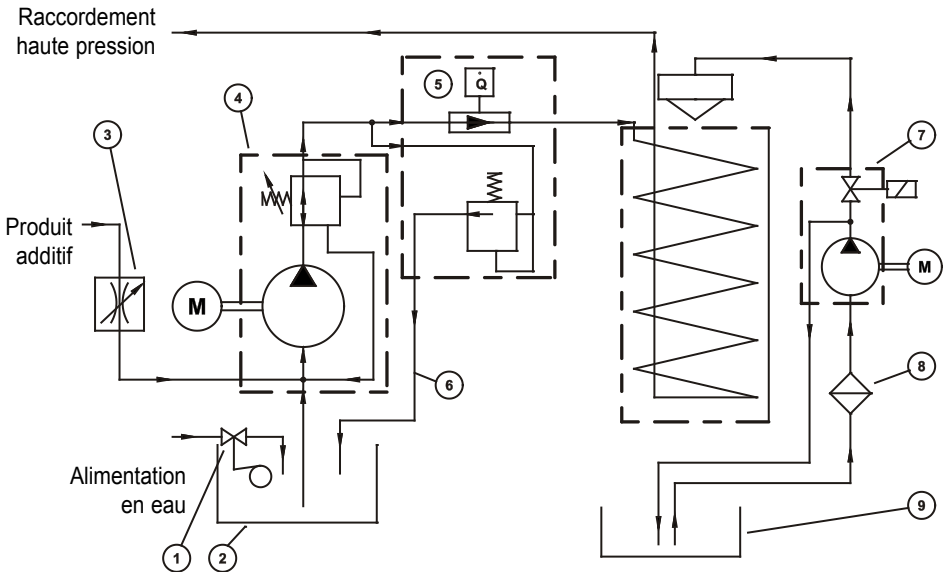 Raccordement
haute pression
5
Q̇
4
3
7
Produit
additif
M
M
6
8
Alimentation
en eau
9
1
2